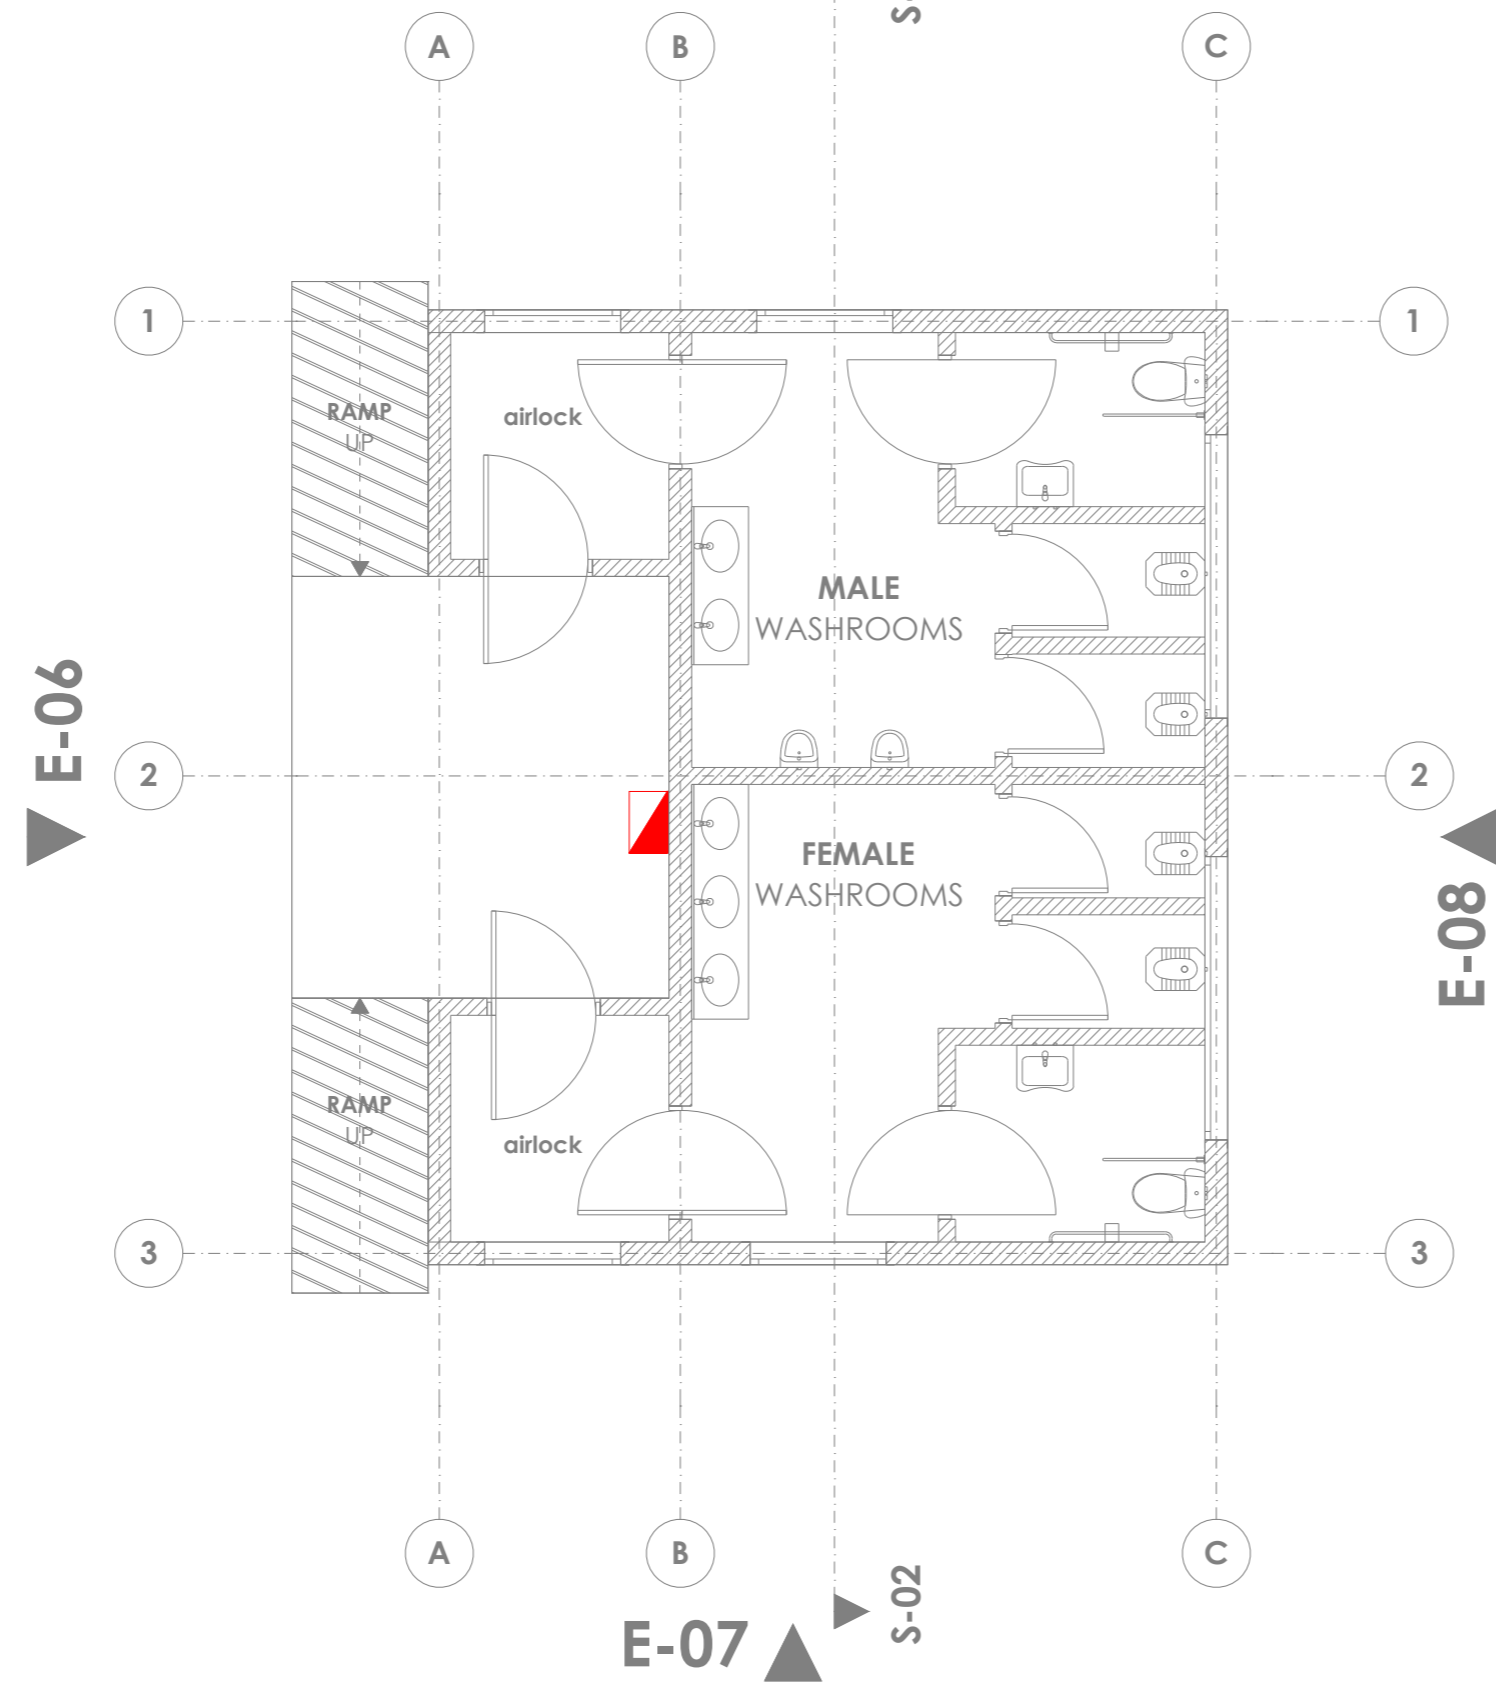 A
B
C
1
1
RAMP
UP
airlock
MALE
WASHROOMS
E-06
2
2
FEMALE
WASHROOMS
E-08
RAMP
UP
airlock
3
3
A
B
C
S-02
E-07